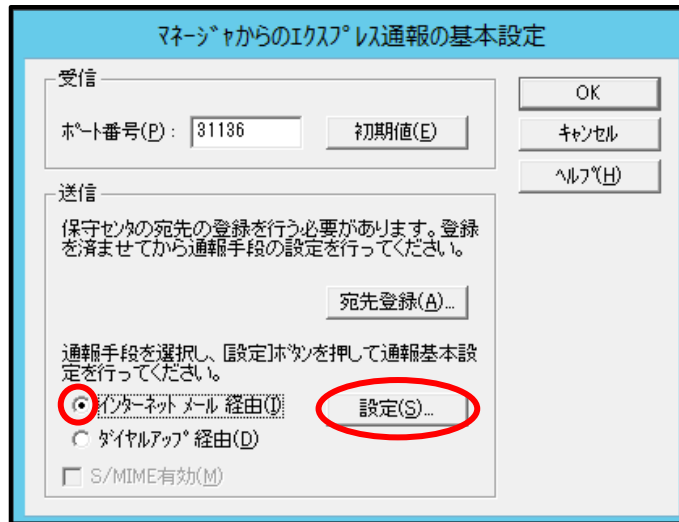 マネージャからのエクスプレス通報の基本設定
受信
ポート番号(P): 31136 初期値(E)
OK
キャンセル
ヘルプ(H)
送信
保守センタの宛先の登録を行う必要があります。登録
を済ませてから通報手段の設定を行ってください。
宛先登録(A)...
通報手段を選択し、[設定]ボタンを押して通報基本設
定を行ってください。
インターネット メール 経由(I) 設定(S)...
ダイヤルアップ 経由(D)
S/MIME有効(M)